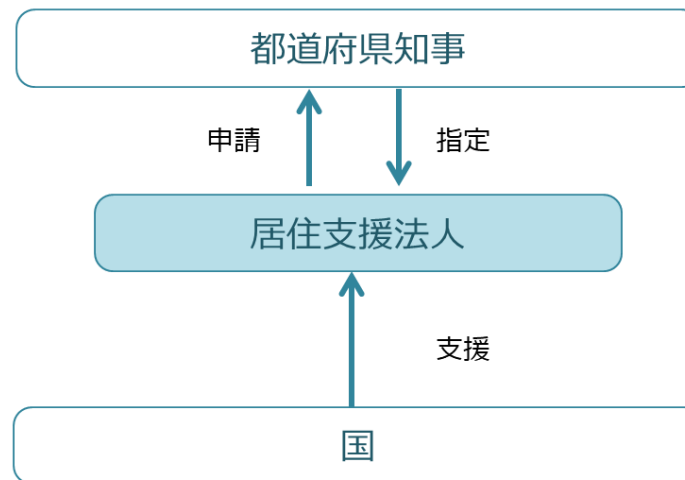 都道府県知事
申請
指定
居住支援法人
支援
国